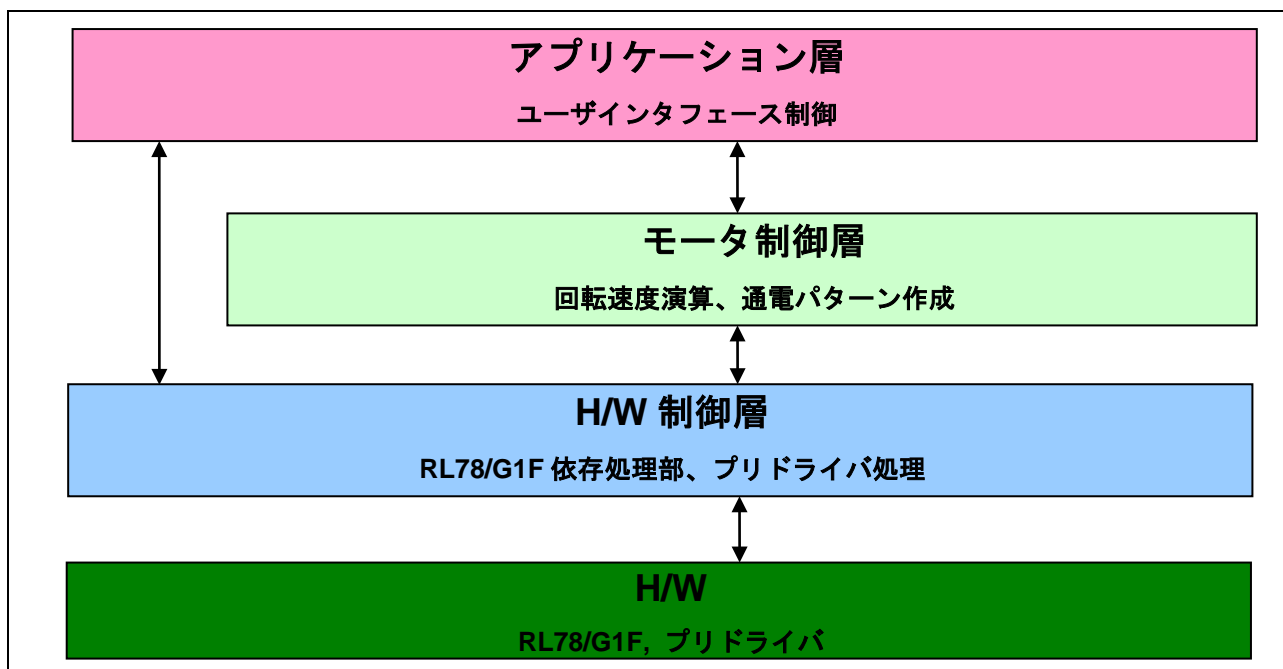 アプリケーション層
ユーザインタフェース制御
モータ制御層
回転速度演算、通電パターン作成
H/W 制御層
RL78/G1F 依存処理部、プリドライバ処理
H/W
RL78/G1F, プリドライバ